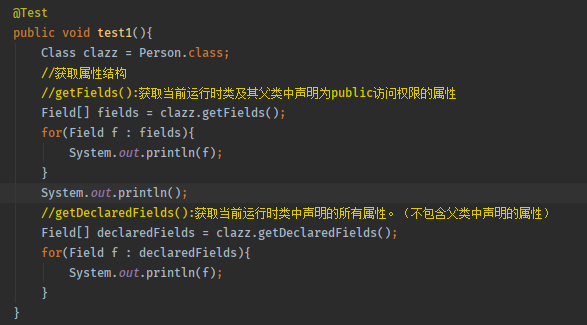 @Test
public void test1(){
Class clazz = Person.class;
//获取属性结构
//getFields():获取当前运行时类及其父类中声明为public访问权限的属性
Field[] fields = clazz.getFields();
for(Field f : fields){
System.out.println(f);
}
System.out.println();
//getDeclaredFields():获取当前运行时类中声明的所有属性。（不包含父类中声明的属性）
Field[] declaredFields = clazz.getDeclaredFields();
for(Field f : declaredFields){
System.out.println(f);
}
}